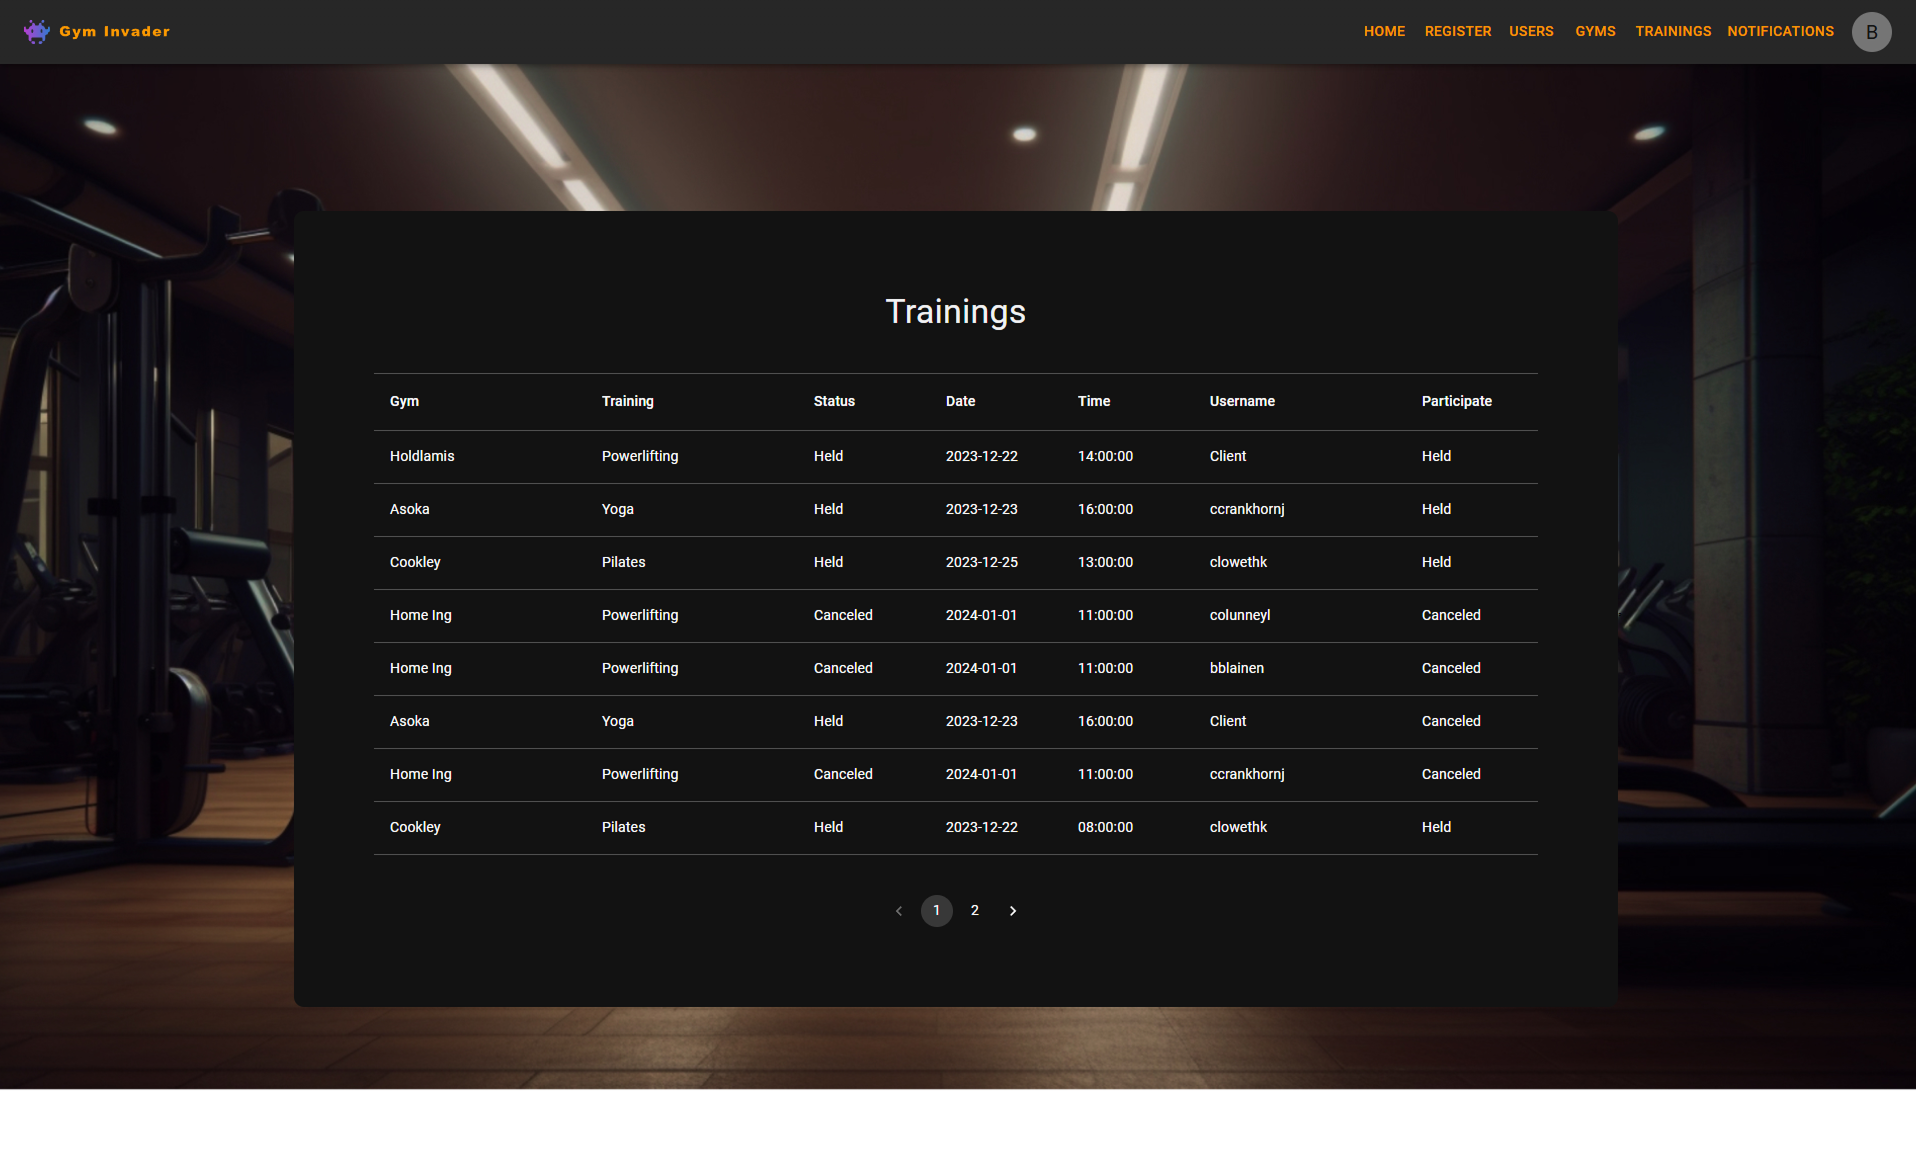 Gym Invader HOME REGISTER USERS GYMS TRAININGS NOTIFICATIONS B
Trainings
Gym Training Status Date Time Username Participate
Holdlamis Powerlifting Held 2023-12-22 14:00:00 Client Held
Asoka Yoga Held 2023-12-23 16:00:00 ccrankhornj Held
Cookley Pilates Held 2023-12-25 13:00:00 clowethk Held
Home Ing Powerlifting Canceled 2024-01-01 11:00:00 colunneyl Canceled
Home Ing Powerlifting Canceled 2024-01-01 11:00:00 bblainen Canceled
Asoka Yoga Held 2023-12-23 16:00:00 Client Canceled
Home Ing Powerlifting Canceled 2024-01-01 11:00:00 ccrankhornj Canceled
Cookley Pilates Held 2023-12-22 08:00:00 clowethk Held
1 2